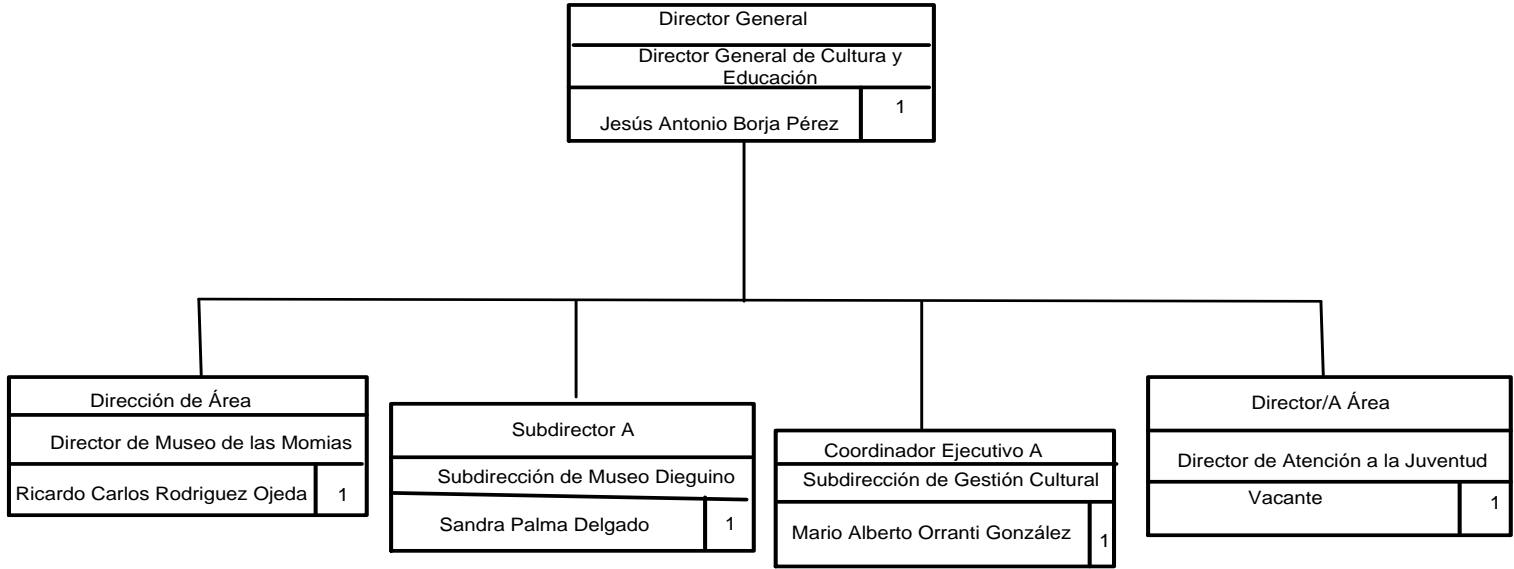 Director General
Director General de Cultura y
Educación
Jesús Antonio Borja Pérez
1
Dirección de Área
Director de Museo de las Momias
Ricardo Carlos Rodriguez Ojeda
1
Subdirector A
Subdirección de Museo Dieguino
Sandra Palma Delgado
1
Coordinador Ejecutivo A
Subdirección de Gestión Cultural
Mario Alberto Orranti González
1
Director/A Área
Director de Atención a la Juventud
Vacante
1